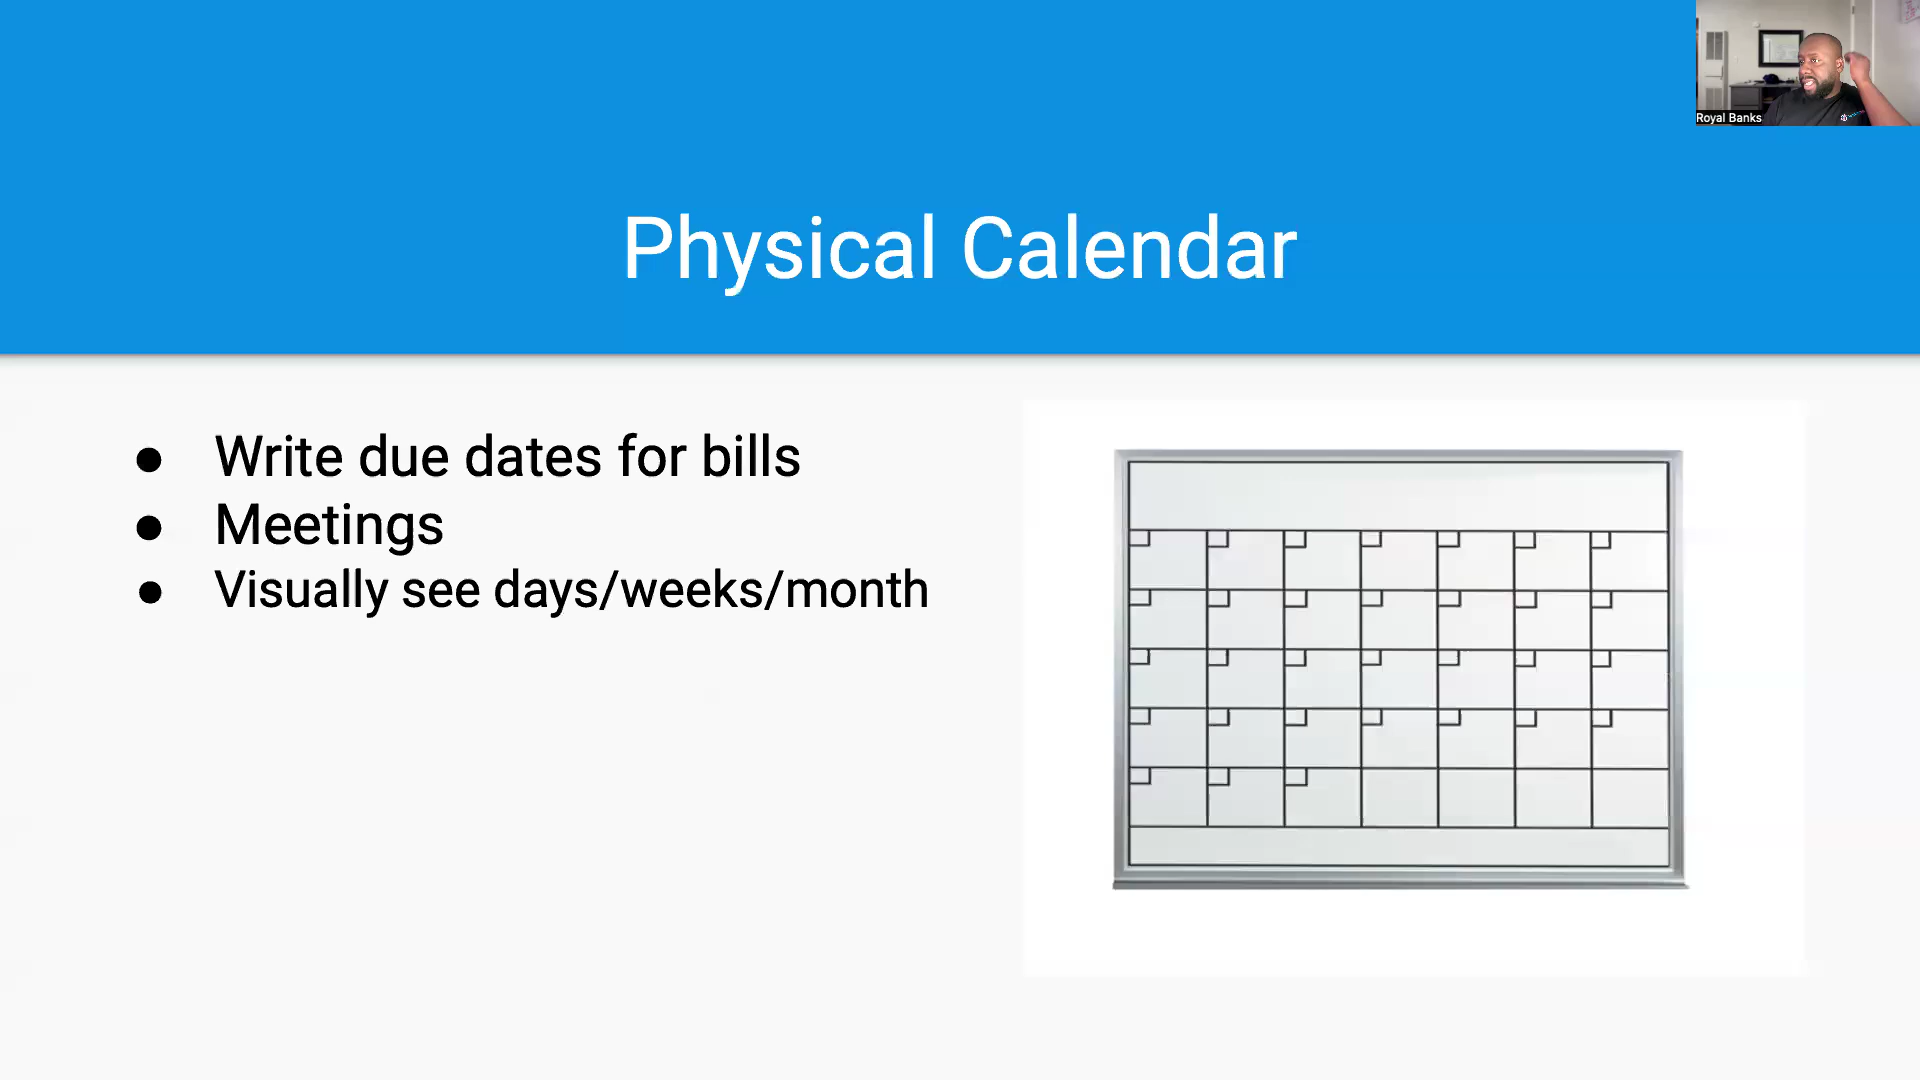 Royal Banks
Physical Calendar
● Write due dates for bills
● Meetings
● Visually see days/weeks/month